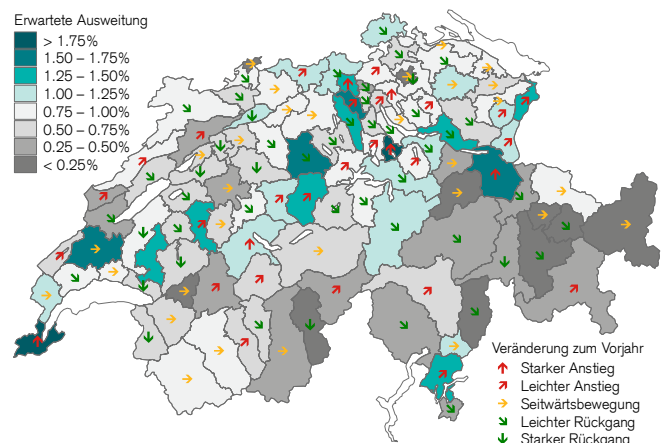 Erwartete Ausweitung
> 1.75%
1.50 – 1.75%
1.25 – 1.50%
1.00 – 1.25%
0.75 – 1.00%
0.50 – 0.75%
0.25 – 0.50%
< 0.25%
Veränderung zum Vorjahr
Starker Anstieg
Leichter Anstieg
Seitwärtsbewegung
Leichter Rückgang
Starker Rückgang